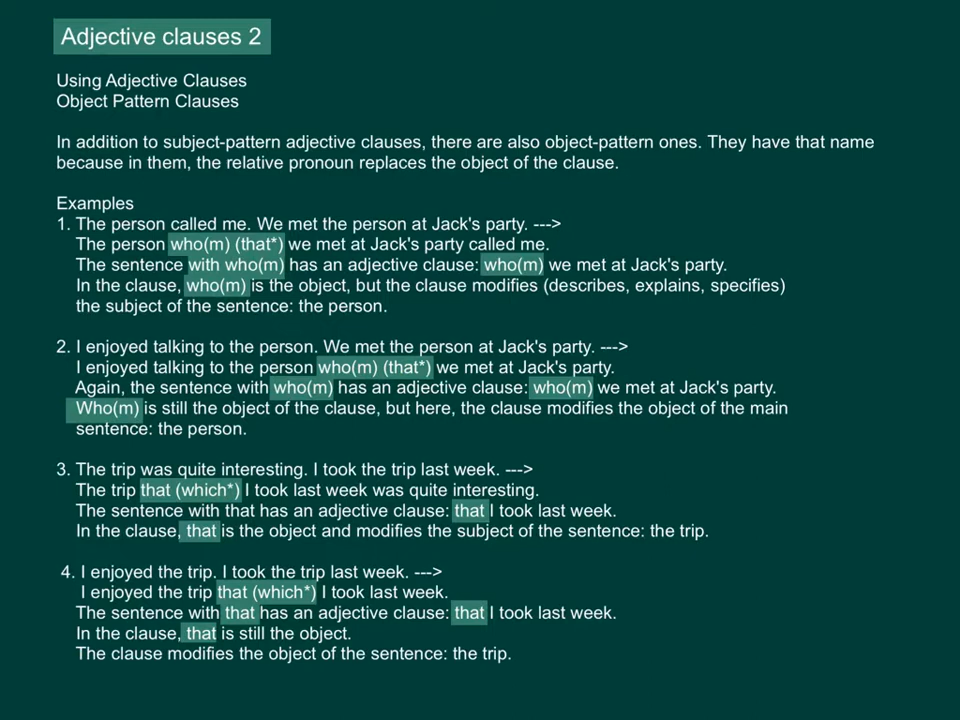 Adjective clauses 2
Using Adjective Clauses
Object Pattern Clauses
In addition to subject-pattern adjective clauses, there are also object-pattern ones. They have that name
because in them, the relative pronoun replaces the object of the clause.
Examples
1. The person called me. We met the person at Jack's party. --->
The person who(m) (that*) we met at Jack's party called me.
The sentence with who(m) has an adjective clause: who(m) we met at Jack's party.
In the clause, who(m) is the object, but the clause modifies (describes, explains, specifies)
the subject of the sentence: the person.
2. I enjoyed talking to the person. We met the person at Jack's party. --->
I enjoyed talking to the person who(m) (that*) we met at Jack's party.
Again, the sentence with who(m) has an adjective clause: who(m) we met at Jack's party.
Who(m) is still the object of the clause, but here, the clause modifies the object of the main
sentence: the person.
3. The trip was quite interesting. I took the trip last week. --->
The trip that (which*) I took last week was quite interesting.
The sentence with that has an adjective clause: that I took last week.
In the clause, that is the object and modifies the subject of the sentence: the trip.
4. I enjoyed the trip. I took the trip last week. --->
I enjoyed the trip that (which*) I took last week.
The sentence with that has an adjective clause: that I took last week.
In the clause, that is still the object.
The clause modifies the object of the sentence: the trip.